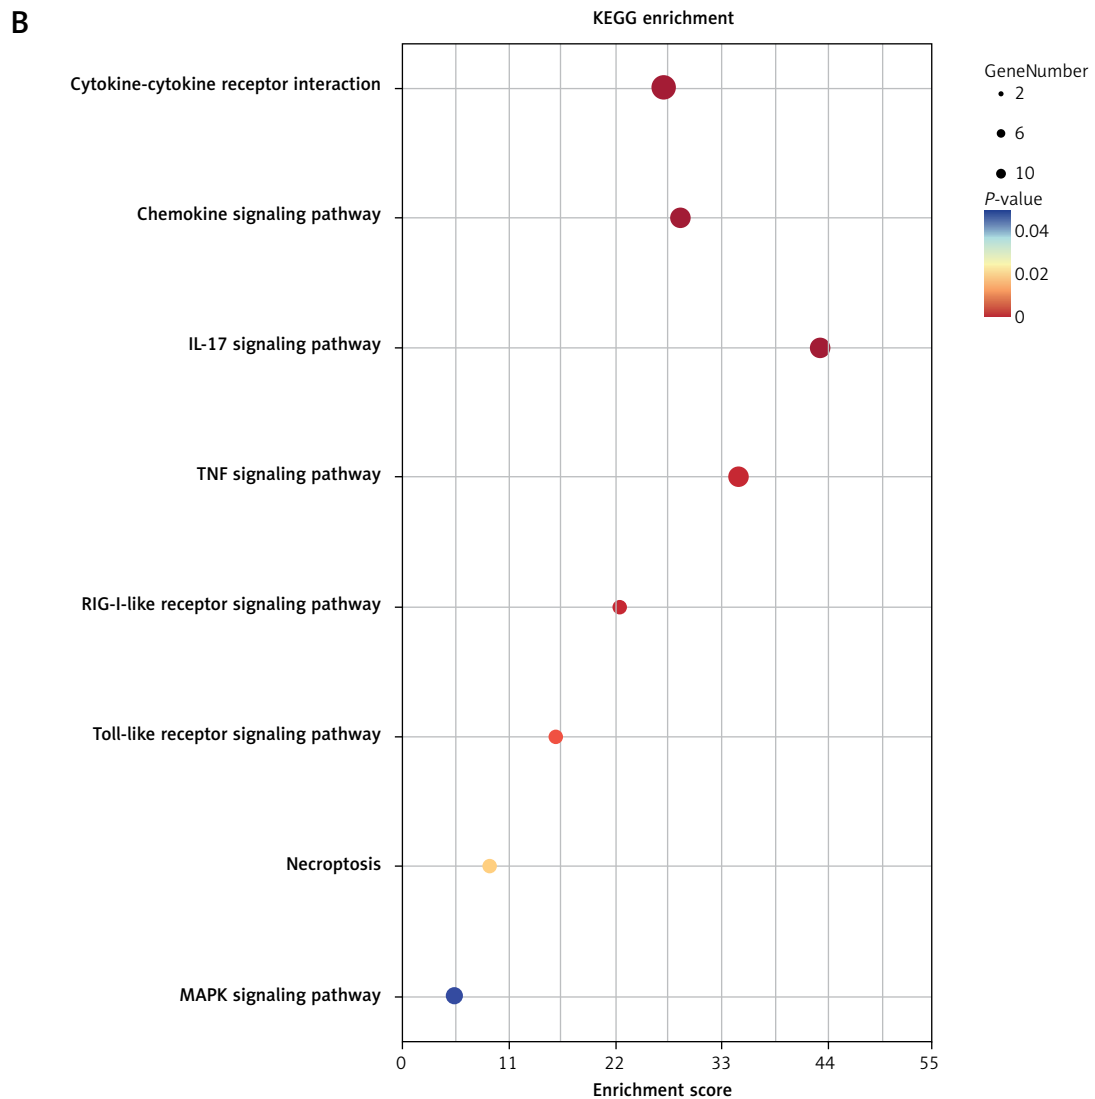 B
KEGG enrichment
Cytokine-cytokine receptor interaction
Chemokine signaling pathway
IL-17 signaling pathway
TNF signaling pathway
RIG-I-like receptor signaling pathway
Toll-like receptor signaling pathway
Necroptosis
MAPK signaling pathway
0 11 22 33 44 55
Enrichment score
GeneNumber
2
6
10
P-value
0.04
0.02
0